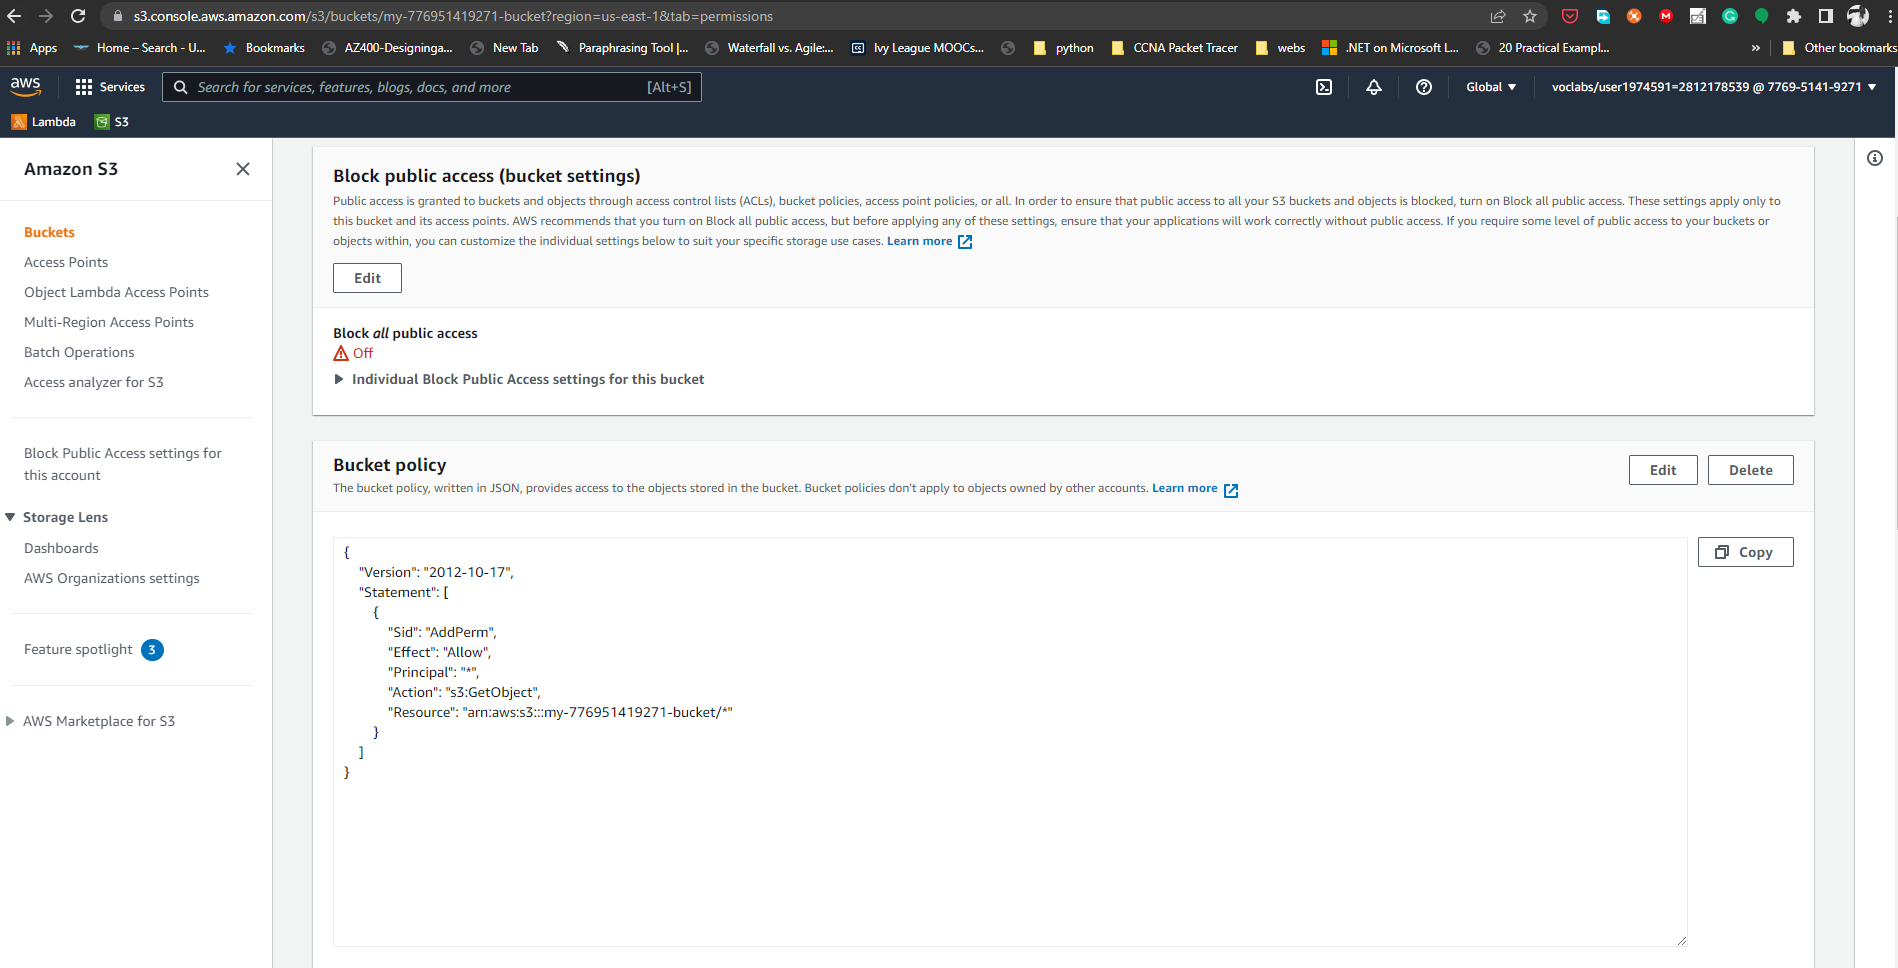 s3.console.aws.amazon.com/s3/buckets/my-776951419271-bucket?region=us-east-1&tab=permissions
Apps Home – Search - U... Bookmarks AZ400-Designinga... New Tab Paraphrasing Tool |... Waterfall vs. Agile:... Ivy League MOOCs... python CCNA Packet Tracer webs .NET on Microsoft L... 20 Practical Exampl... » Other bookmarks
aws Services Search for services, features, blogs, docs, and more [Alt+S] Global voclabs/user1974591=2812178539 @ 7769-5141-9271
Lambda S3
Amazon S3
Buckets
Access Points
Object Lambda Access Points
Multi-Region Access Points
Batch Operations
Access analyzer for S3
Block Public Access settings for
this account
Storage Lens
Dashboards
AWS Organizations settings
Feature spotlight 3
AWS Marketplace for S3
Block public access (bucket settings)
Public access is granted to buckets and objects through access control lists (ACLs), bucket policies, access point policies, or all. In order to ensure that public access to all your S3 buckets and objects is blocked, turn on Block all public access. These settings apply only to
this bucket and its access points. AWS recommends that you turn on Block all public access, but before applying any of these settings, ensure that your applications will work correctly without public access. If you require some level of public access to your buckets or
objects within, you can customize the individual settings below to suit your specific storage use cases. Learn more
Edit
Block all public access
Off
Individual Block Public Access settings for this bucket
Bucket policy
The bucket policy, written in JSON, provides access to the objects stored in the bucket. Bucket policies don't apply to objects owned by other accounts. Learn more
Edit Delete
Copy
{
"Version": "2012-10-17",
"Statement": [
{
"Sid": "AddPerm",
"Effect": "Allow",
"Principal": "*",
"Action": "s3:GetObject",
"Resource": "arn:aws:s3:::my-776951419271-bucket/*"
}
]
}